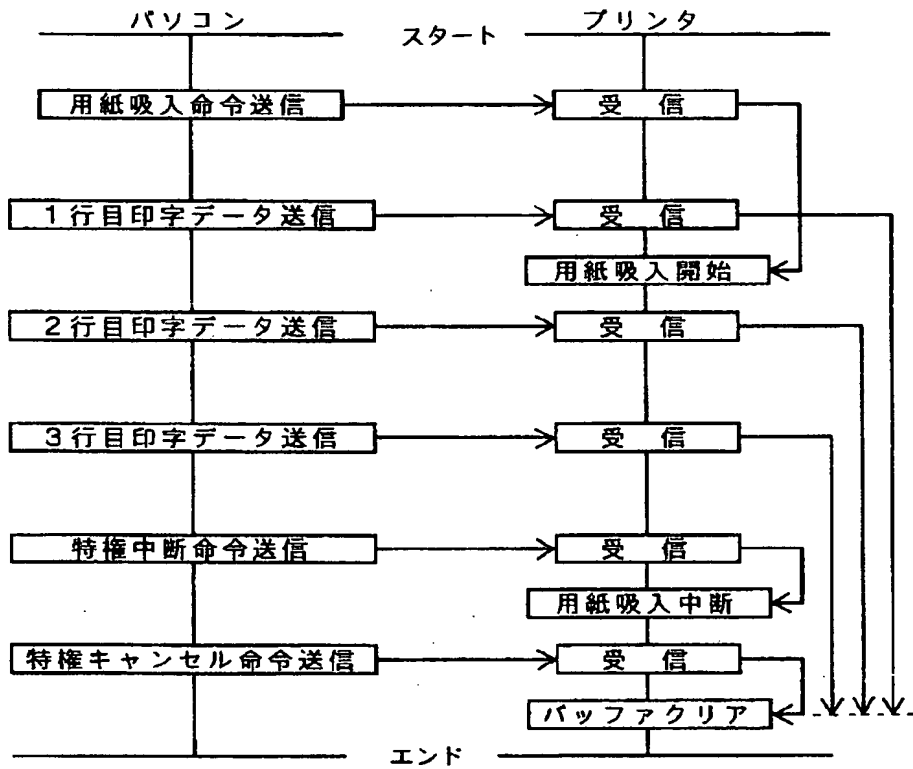 パソコン スタート プリンタ
用紙吸入命令送信 受信
1行目印字データ送信 受信
用紙吸入開始
2行目印字データ送信 受信
3行目印字データ送信 受信
特権中断命令送信 受信
用紙吸入中断
特権キャンセル命令送信 受信
バッファクリア
エンド